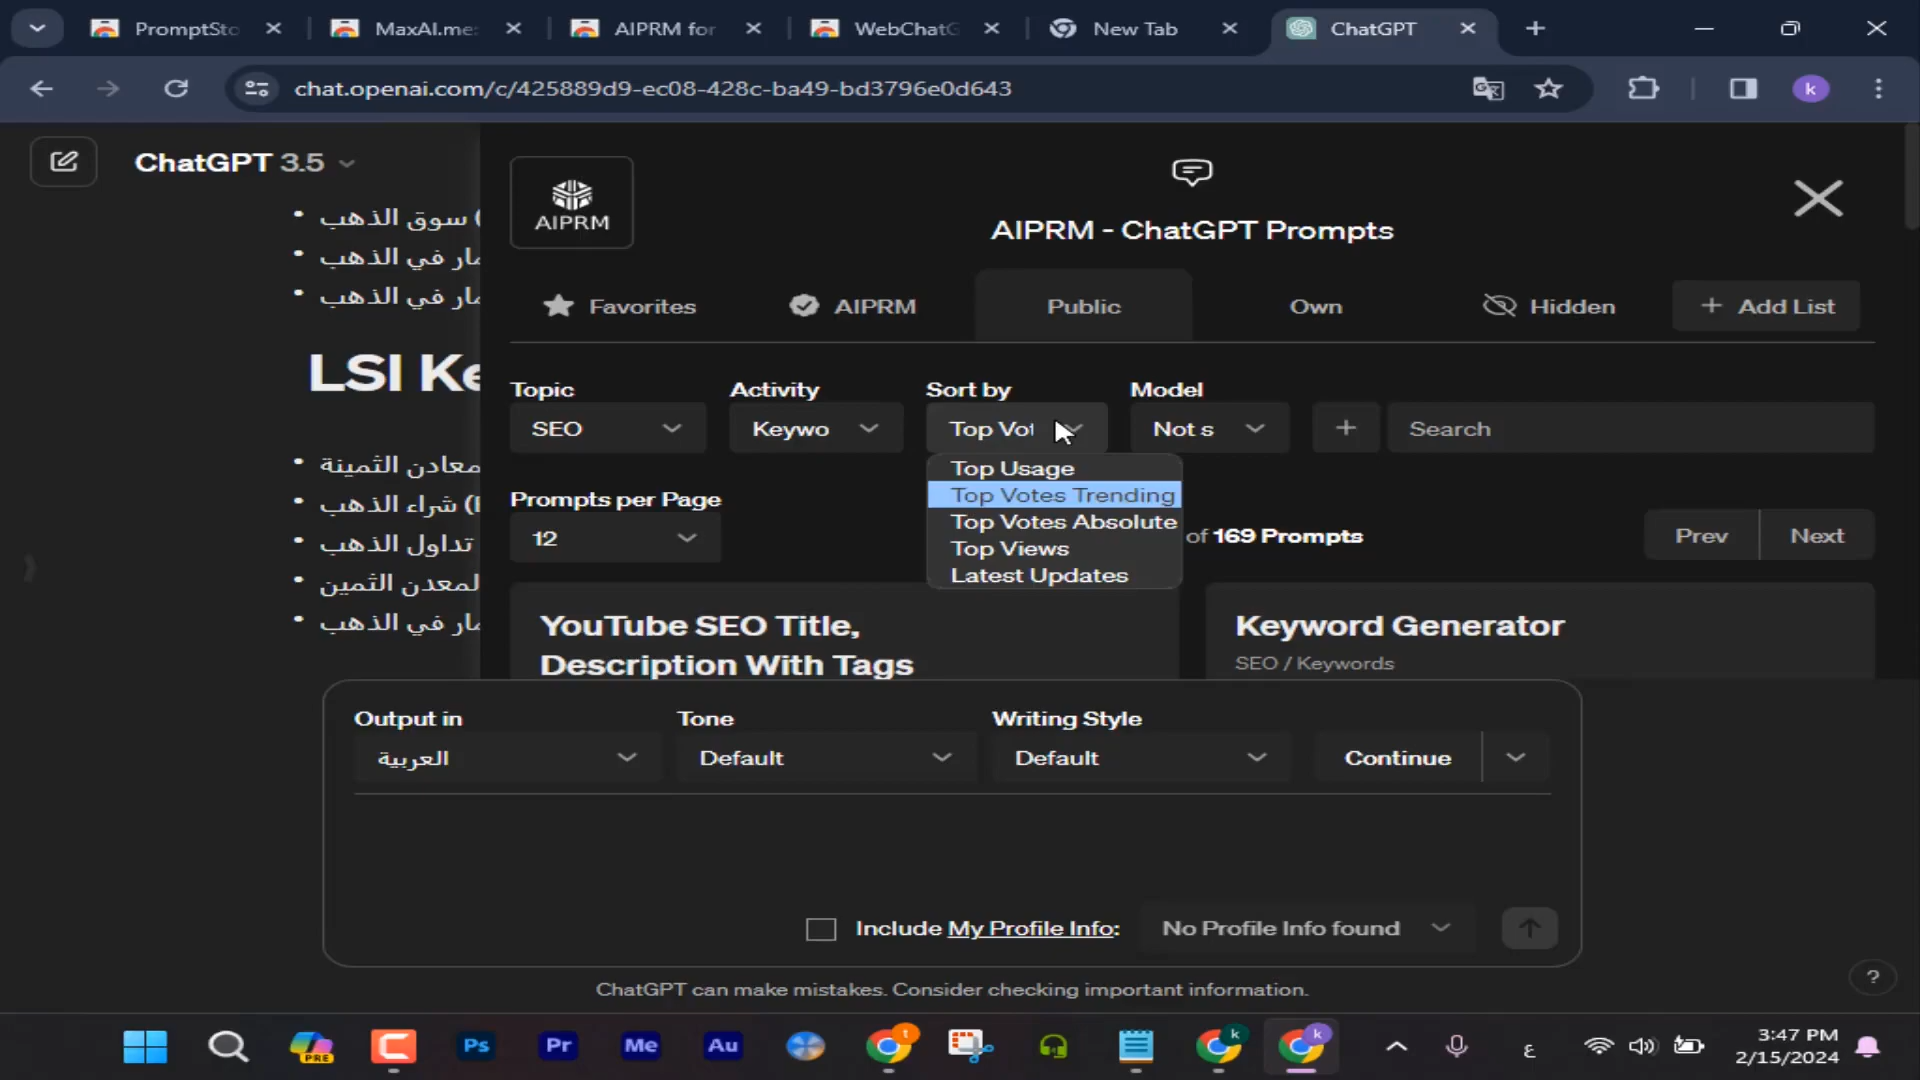 PromptSto
MaxAI.me:
AIPRM for
WebChatG
New Tab
ChatGPT
chat.openai.com/c/425889d9-ec08-428c-ba49-bd3796e0d643
k
ChatGPT 3.5
سوق الذهب (
ار في الذهب
ار في الذهب
LSI Ke
معادن الثمينة
شراء الذهب (I
تداول الذهب
لمعدن الثمين
ار في الذهب
AIPRM
AIPRM - ChatGPT Prompts
Favorites
AIPRM
Public
Own
Hidden
+ Add List
Topic
Activity
Sort by
Model
SEO
Keywo
Top Vot
Not s
+
Search
Top Usage
Top Votes Trending
Top Votes Absolute
Top Views
Latest Updates
Prompts per Page
12
of 169 Prompts
Prev
Next
YouTube SEO Title,
Description With Tags
Keyword Generator
SEO / Keywords
Output in
Tone
Writing Style
العربية
Default
Default
Continue
Include My Profile Info:
No Profile Info found
ChatGPT can make mistakes. Consider checking important information.
?
PRE
Ps
Pr
Me
Au
t
k
k
ع
3:47 PM
2/15/2024